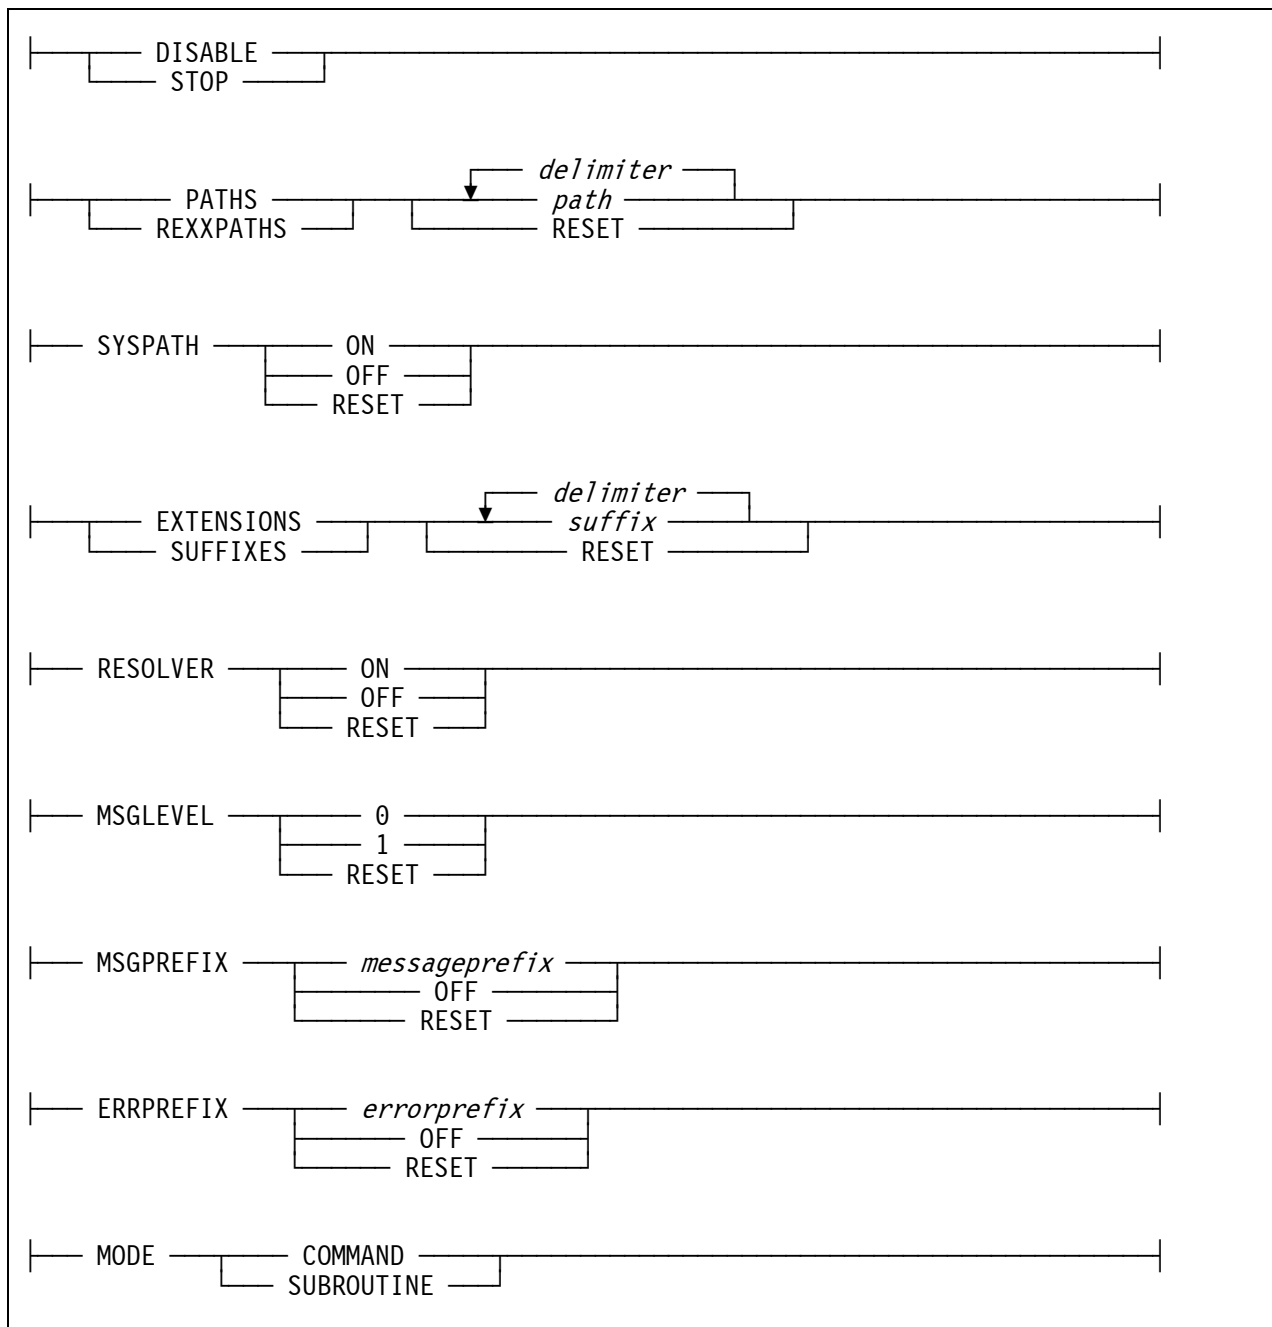 DISABLE
STOP
delimiter
PATHS path
REXXPATHS RESET
SYSPATH ON
OFF
RESET
delimiter
EXTENSIONS suffix
SUFFIXES RESET
RESOLVER ON
OFF
RESET
MSGLEVEL 0
1
RESET
MSGPREFIX messageprefix
OFF
RESET
ERRPREFIX errorprefix
OFF
RESET
MODE COMMAND
SUBROUTINE